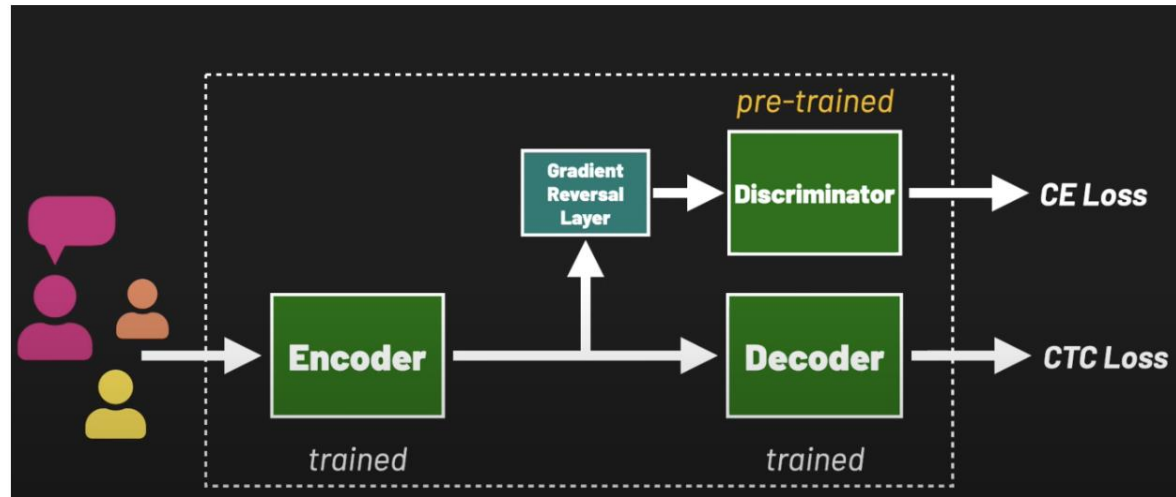 pre-trained
Gradient
Reversal
Layer
Discriminator
CE Loss
Encoder
Decoder
CTC Loss
trained
trained